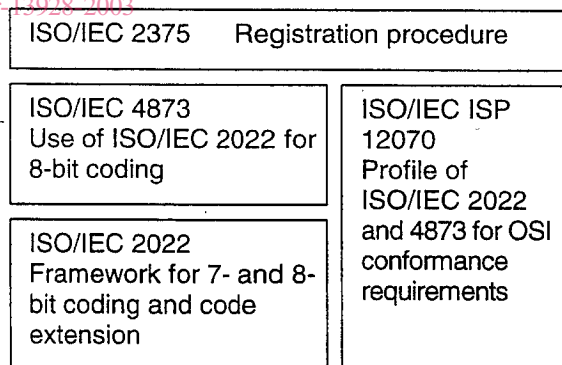 -13928-2003
ISO/IEC 2375 Registration procedure
ISO/IEC 4873
Use of ISO/IEC 2022 for
8-bit coding
ISO/IEC 2022
Framework for 7- and 8-
bit coding and code
extension
ISO/IEC ISP
12070
Profile of
ISO/IEC 2022
and 4873 for OSI
conformance
requirements